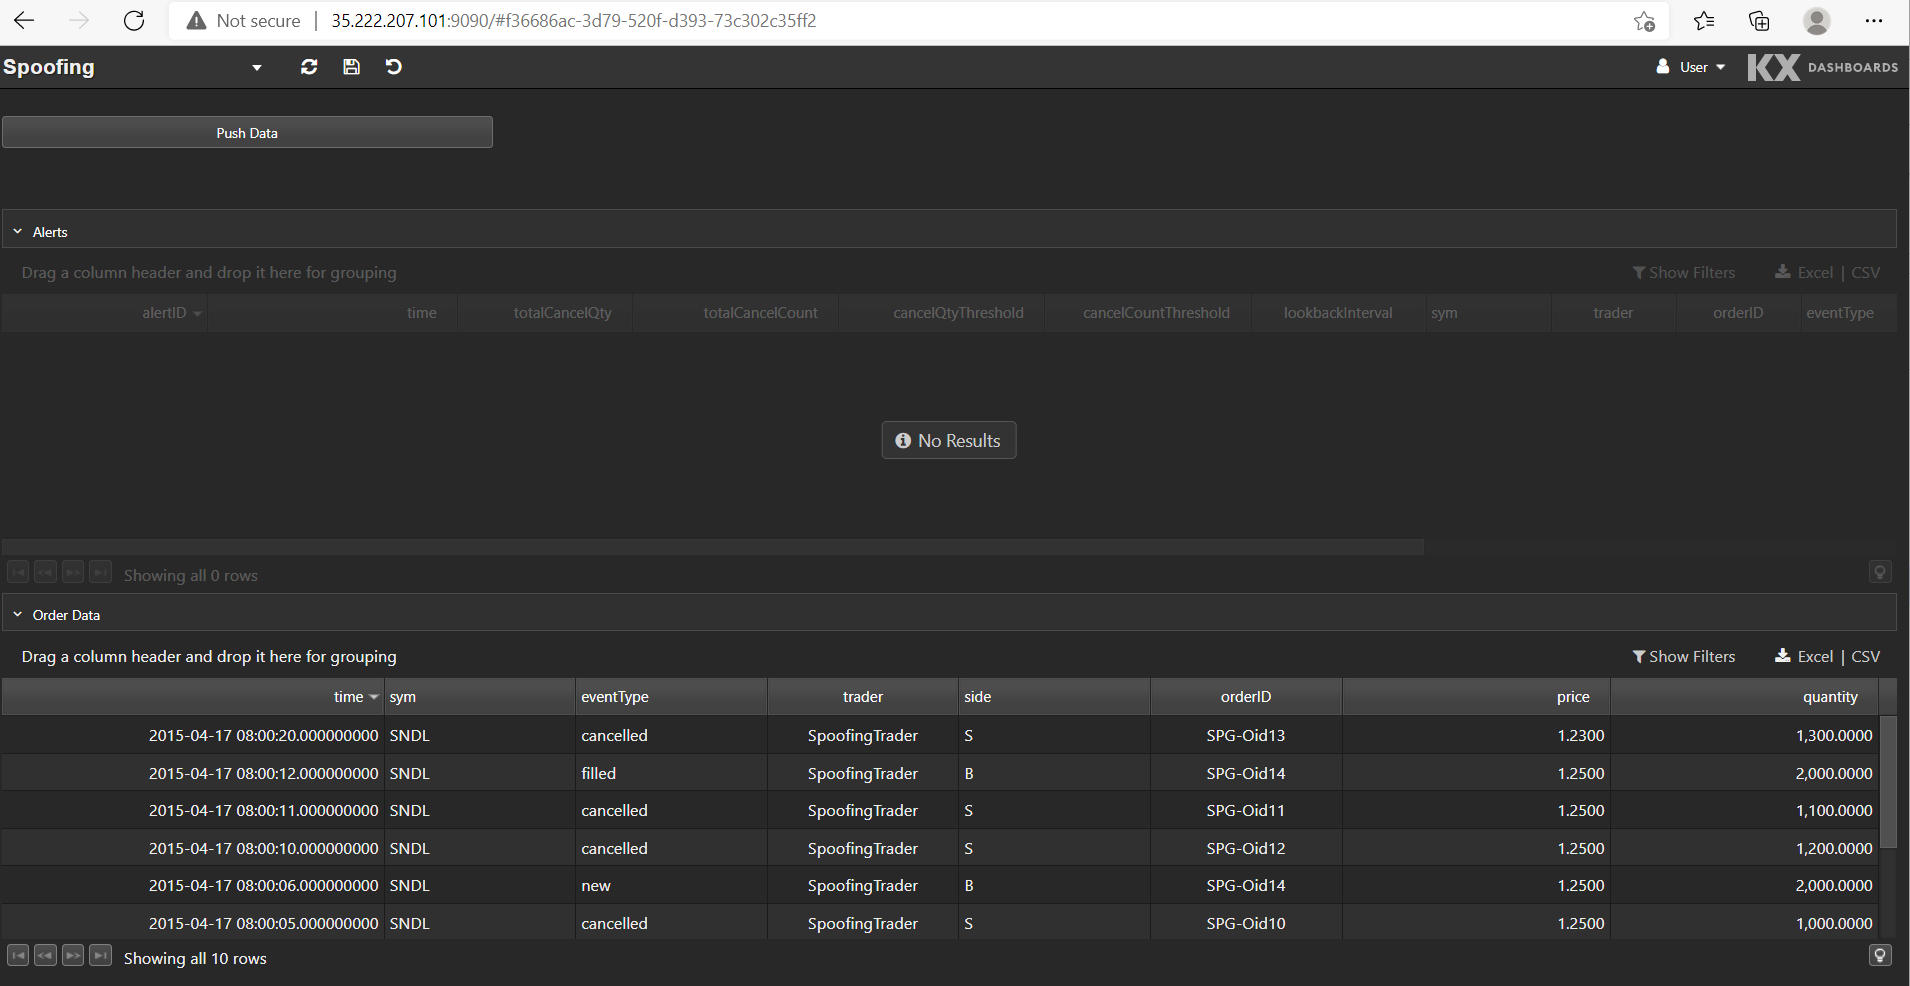 Not secure | 35.222.207.101:9090/#f36686ac-3d79-520f-d393-73c302c35ff2
Spoofing User KX DASHBOARDS
Push Data
Alerts
Drag a column header and drop it here for grouping Show Filters Excel | CSV
alertID time totalCancelQty totalCancelCount cancelQtyThreshold cancelCountThreshold lookbackInterval sym trader orderID eventType
No Results
Showing all 0 rows
Order Data
Drag a column header and drop it here for grouping Show Filters Excel | CSV
time sym eventType trader side orderID price quantity
2015-04-17 08:00:20.000000000 SNDL cancelled SpoofingTrader S SPG-Oid13 1.2300 1,300.0000
2015-04-17 08:00:12.000000000 SNDL filled SpoofingTrader B SPG-Oid14 1.2500 2,000.0000
2015-04-17 08:00:11.000000000 SNDL cancelled SpoofingTrader S SPG-Oid11 1.2500 1,100.0000
2015-04-17 08:00:10.000000000 SNDL cancelled SpoofingTrader S SPG-Oid12 1.2500 1,200.0000
2015-04-17 08:00:06.000000000 SNDL new SpoofingTrader B SPG-Oid14 1.2500 2,000.0000
2015-04-17 08:00:05.000000000 SNDL cancelled SpoofingTrader S SPG-Oid10 1.2500 1,000.0000
Showing all 10 rows